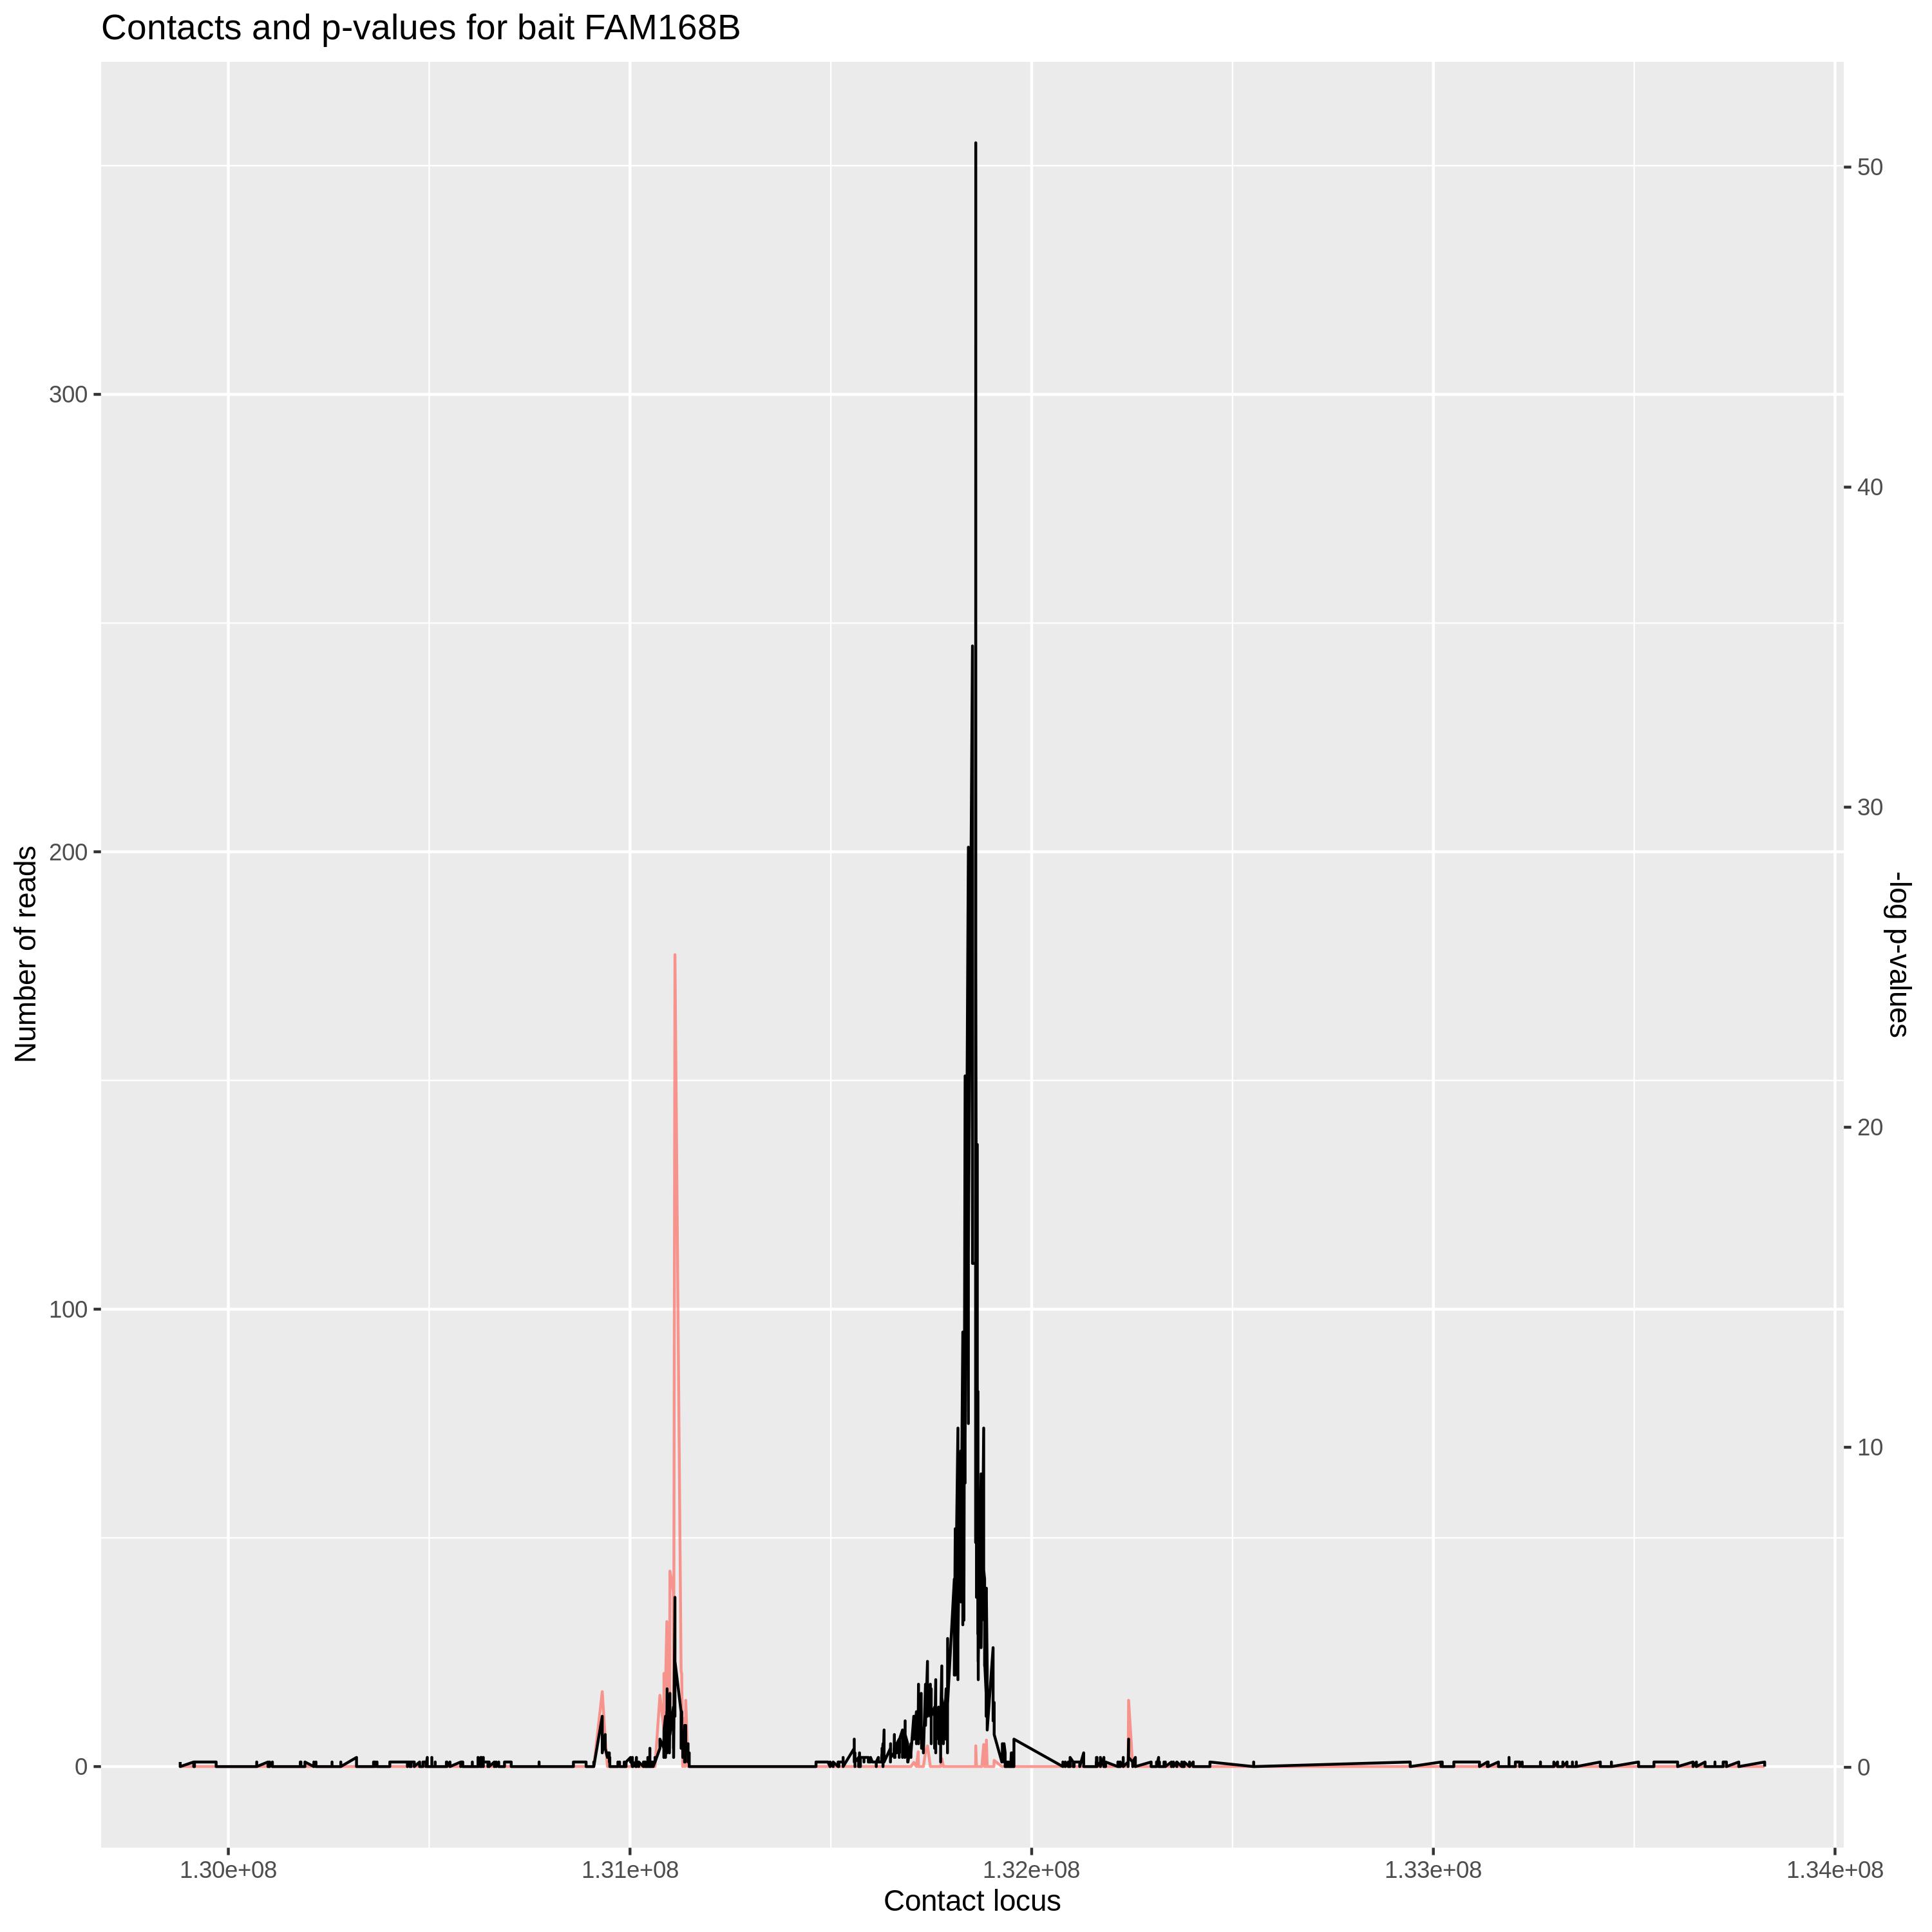 Contacts and p-values for bait FAM168B
Number of reads
300
200
100
0
50
40
30
20
10
0
-log p-values
1.30e+08 1.31e+08 1.32e+08 1.33e+08 1.34e+08
Contact locus